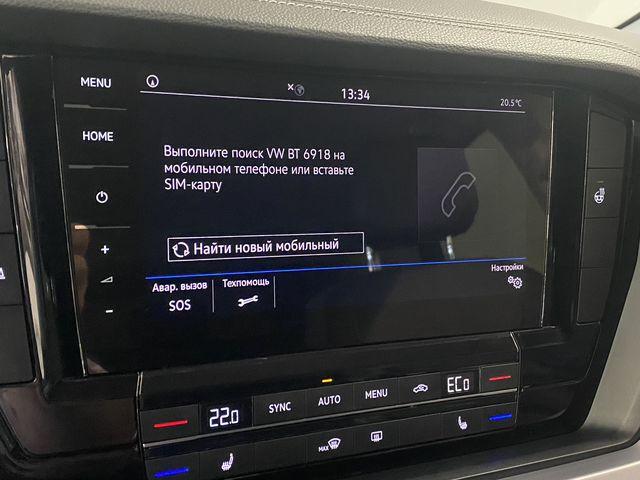 MENU
13:34
20.5°C
HOME
Выполните поиск VW BT 6918 на
мобильном телефоне или вставьте
SIM-карту
Найти новый мобильный
+
-
Авар. вызов
SOS
Техпомощь
Настройки
22.0
SYNC
AUTO
MENU
ECO
MAX